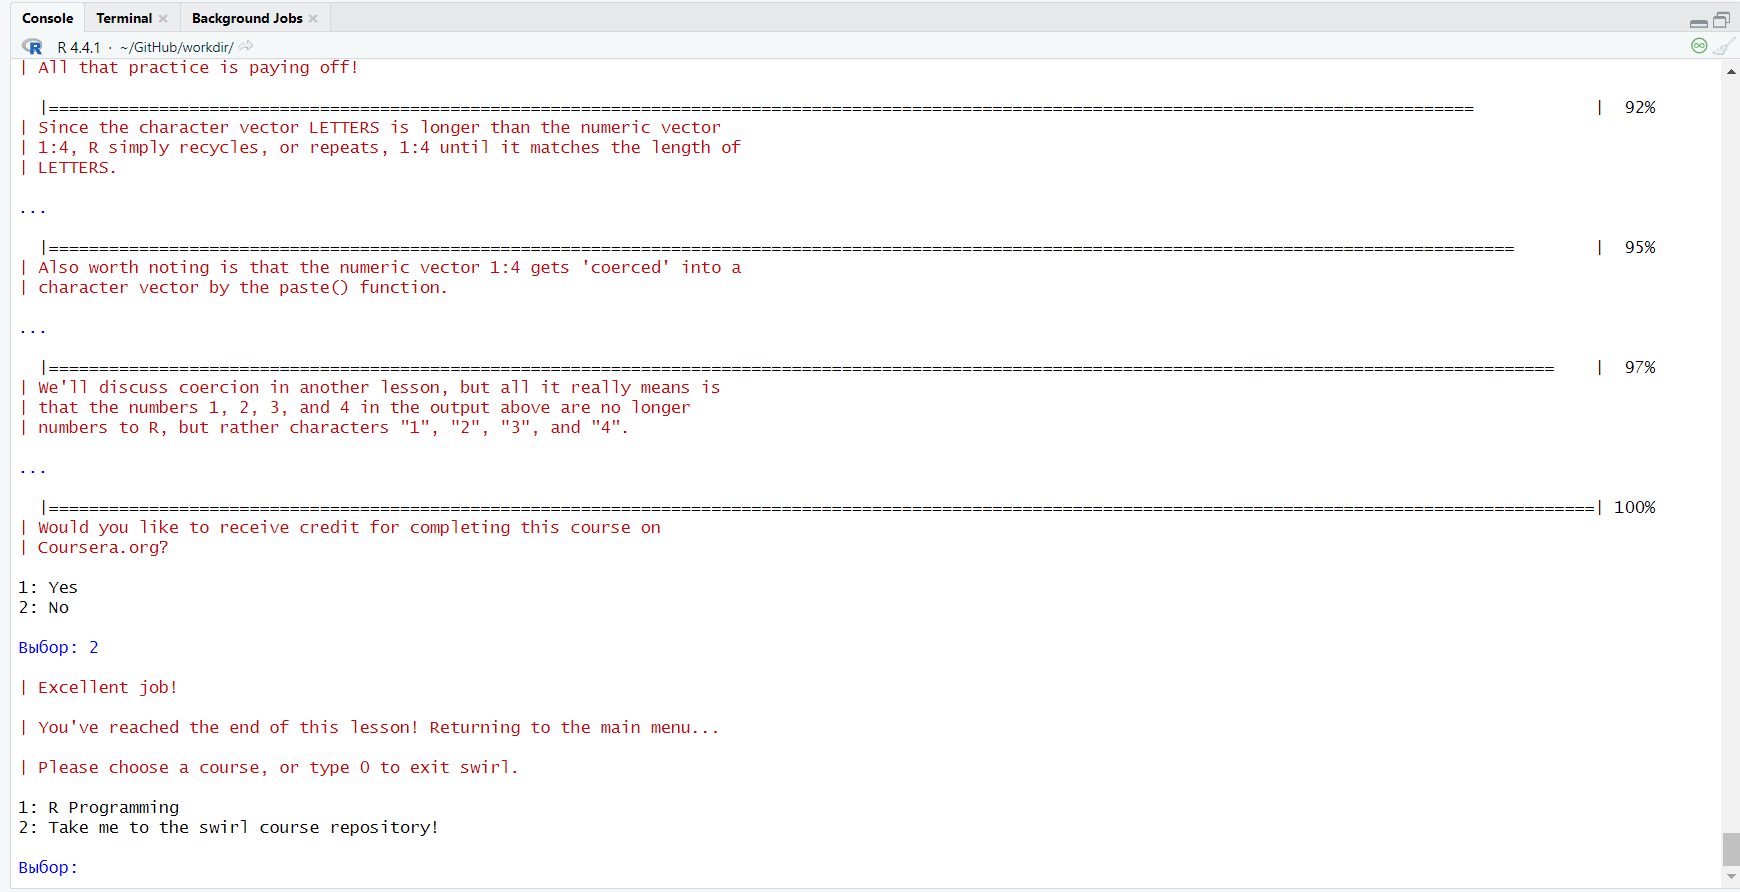 Console Terminal Background Jobs
R 4.4.1 · ~/GitHub/workdir/
| All that practice is paying off!
|==============================================================================================================================================            |  92%
| Since the character vector LETTERS is longer than the numeric vector
| 1:4, R simply recycles, or repeats, 1:4 until it matches the length of
| LETTERS.
...
|==================================================================================================================================================        |  95%
| Also worth noting is that the numeric vector 1:4 gets 'coerced' into a
| character vector by the paste() function.
...
|======================================================================================================================================================    |  97%
| We'll discuss coercion in another lesson, but all it really means is
| that the numbers 1, 2, 3, and 4 in the output above are no longer
| numbers to R, but rather characters "1", "2", "3", and "4".
...
|==========================================================================================================================================================| 100%
| Would you like to receive credit for completing this course on
| Coursera.org?
1: Yes
2: No
Выбор: 2
| Excellent job!
| You've reached the end of this lesson! Returning to the main menu...
| Please choose a course, or type 0 to exit swirl.
1: R Programming
2: Take me to the swirl course repository!
Выбор: